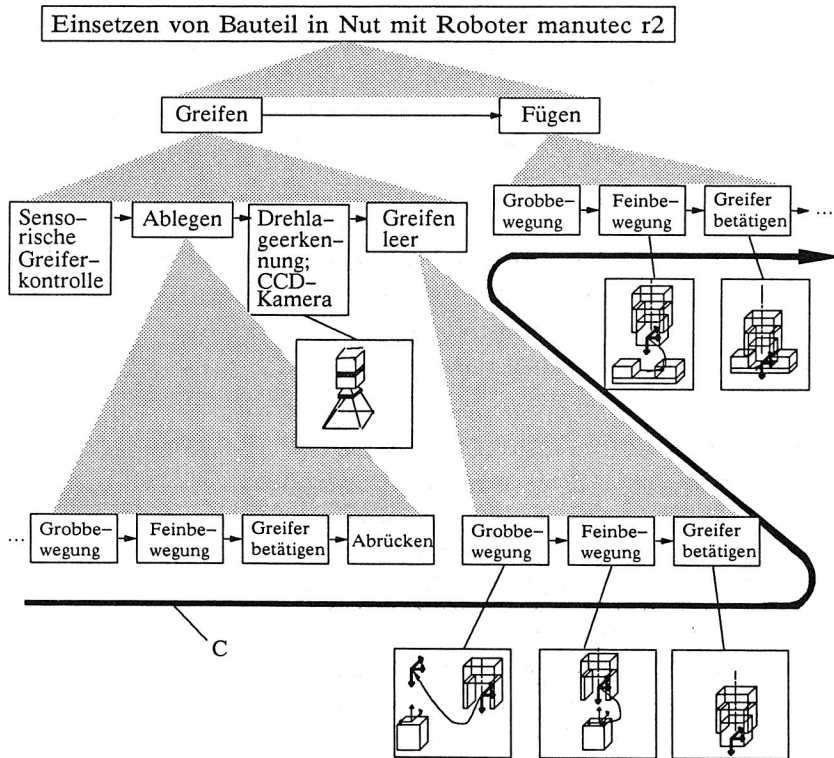 Einsetzen von Bauteil in Nut mit Roboter manutec r2
Greifen
Fügen
Senso-
rische
Greifer-
kontrolle
Ablegen
Drehla-
geerken-
nung;
CCD-
Kamera
Greifen
leer
Grobbe-
wegung
Feinbe-
wegung
Greifer
betätigen
...
...
Grobbe-
wegung
Feinbe-
wegung
Greifer
betätigen
Abrücken
Grobbe-
wegung
Feinbe-
wegung
Greifer
betätigen
C